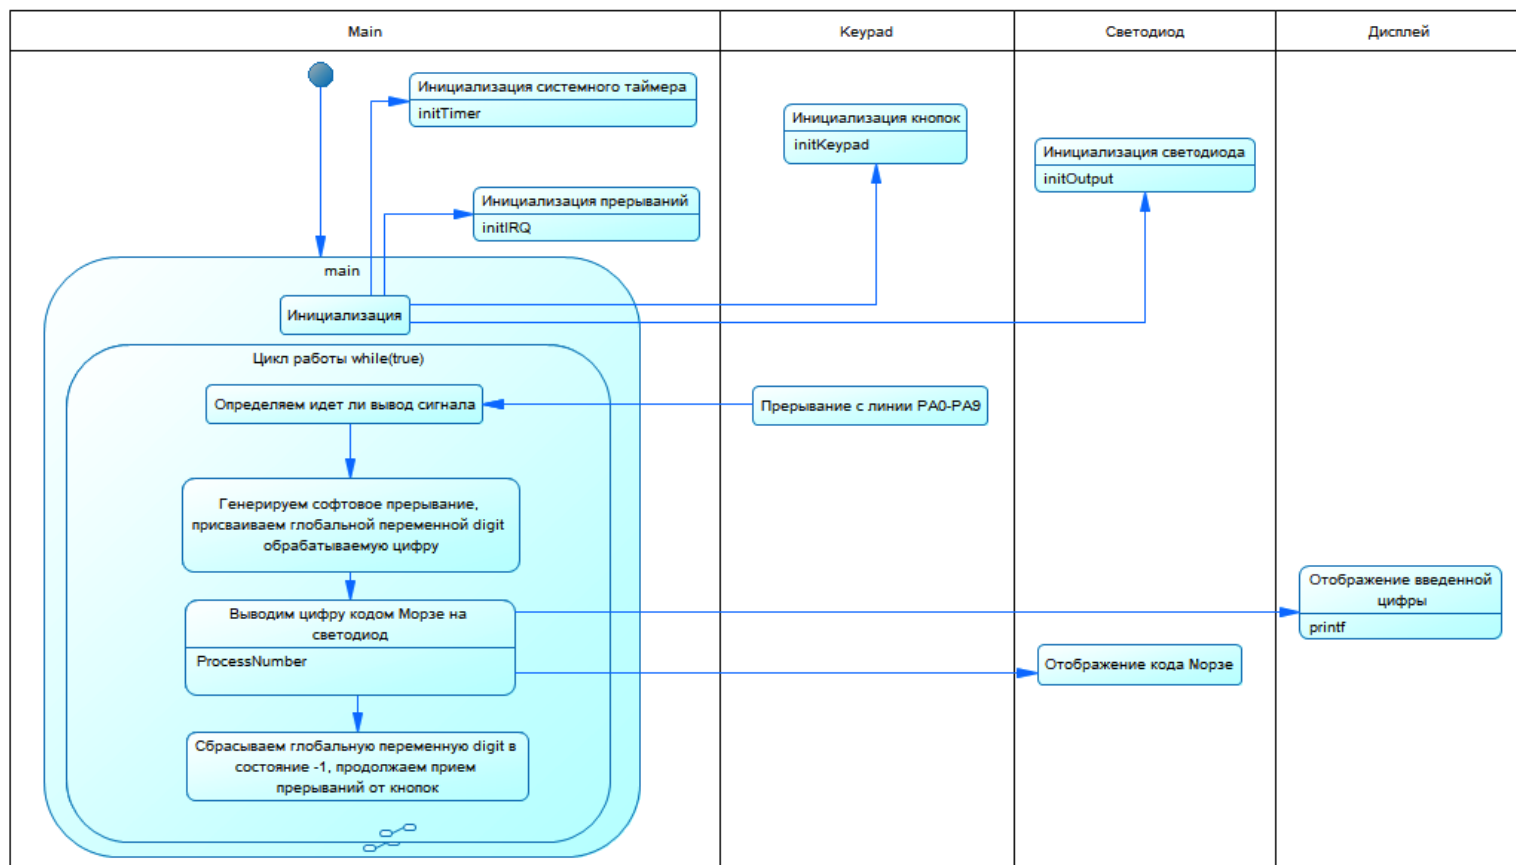 Main
Keypad
Светодиод
Дисплей
Инициализация системного таймера
initTimer
Инициализация кнопок
initKeypad
Инициализация светодиода
initOutput
Инициализация прерываний
initIRQ
main
Инициализация
Цикл работы while(true)
Определяем идет ли вывод сигнала
Прерывание с линии PA0-PA9
Генерируем софтовое прерывание,
присваиваем глобальной переменной digit
обрабатываемую цифру
Отображение введенной
цифры
printf
Выводим цифру кодом Морзе на
светодиод
ProcessNumber
Отображение кода Морзе
Сбрасываем глобальную переменную digit в
состояние -1, продолжаем прием
прерываний от кнопок